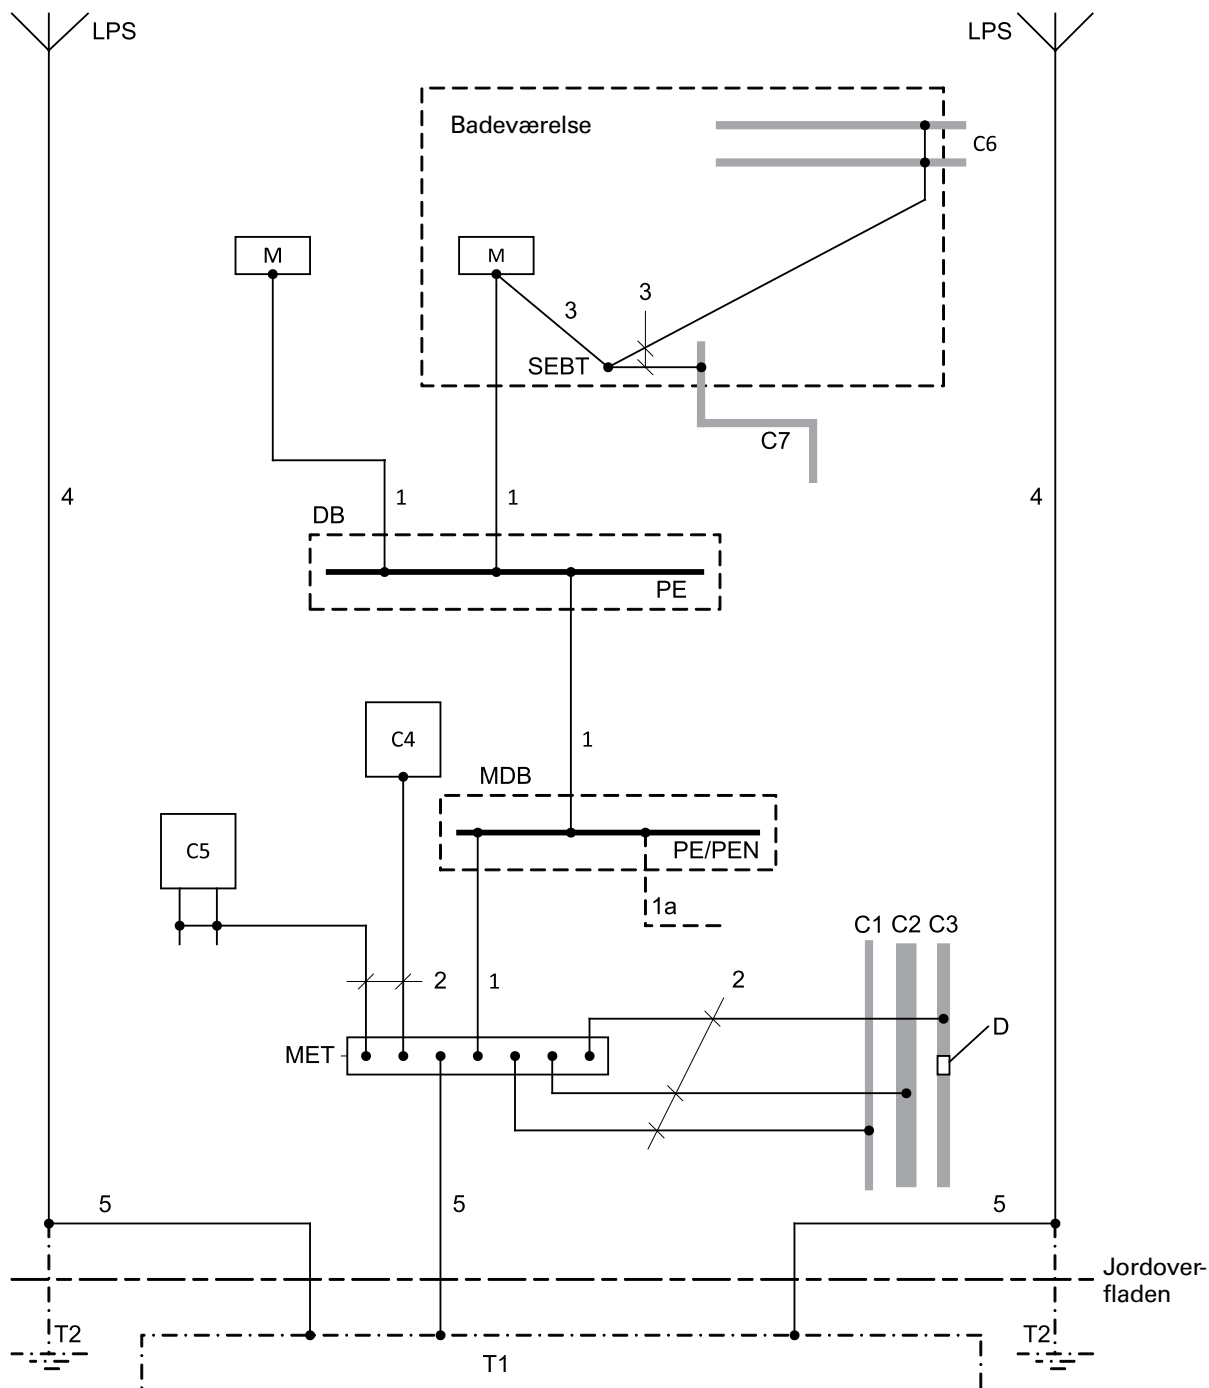 LPS
LPS
Badeværelse
C6
M
M
3
3
SEBT
C7
4
1
1
4
DB
PE
C4
1
MDB
C5
PE/PEN
1a
C1 C2 C3
2
1
2
D
MET
5
5
5
Jordover-
fladen
T2
T2
T1